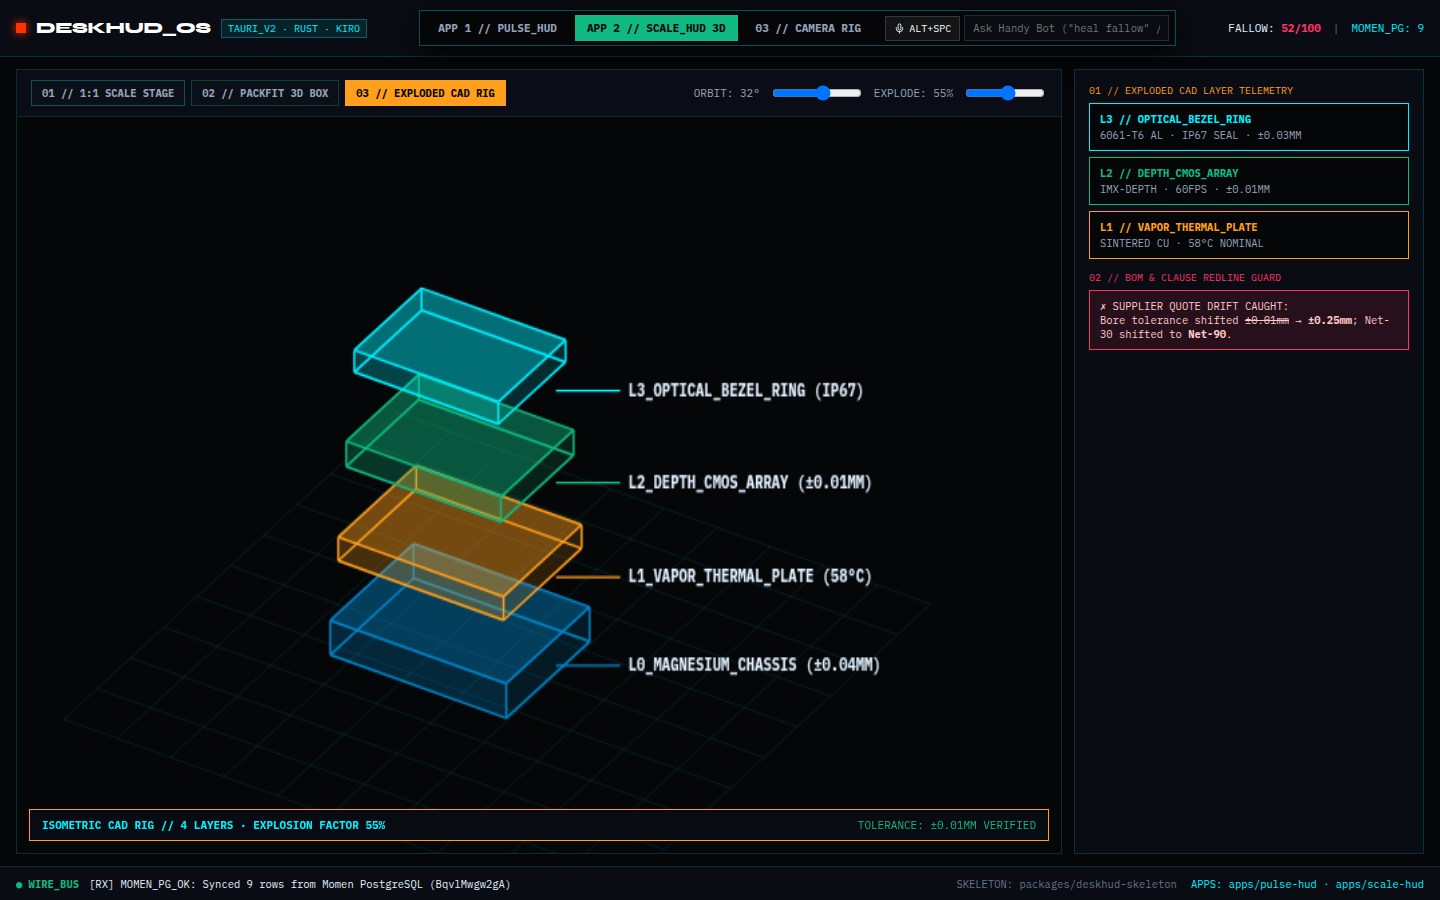 DESKHUD_OS
TAURI_V2 · RUST · KIRO
APP 1 // PULSE_HUD
APP 2 // SCALE_HUD 3D
03 // CAMERA RIG
ALT+SPC
Ask Handy Bot ("heal fallow" /
FALLOW: 52/100 | MOMEN_PG: 9
01 // 1:1 SCALE STAGE
02 // PACKFIT 3D BOX
03 // EXPLODED CAD RIG
ORBIT: 32°
EXPLODE: 55%
L3_OPTICAL_BEZEL_RING (IP67)
L2_DEPTH_CMOS_ARRAY (±0.01MM)
L1_VAPOR_THERMAL_PLATE (58°C)
L0_MAGNESIUM_CHASSIS (±0.04MM)
ISOMETRIC CAD RIG // 4 LAYERS · EXPLOSION FACTOR 55%
TOLERANCE: ±0.01MM VERIFIED
01 // EXPLODED CAD LAYER TELEMETRY
L3 // OPTICAL_BEZEL_RING
6061-T6 AL · IP67 SEAL · ±0.03MM
L2 // DEPTH_CMOS_ARRAY
IMX-DEPTH · 60FPS · ±0.01MM
L1 // VAPOR_THERMAL_PLATE
SINTERED CU · 58°C NOMINAL
02 // BOM & CLAUSE REDLINE GUARD
✗ SUPPLIER QUOTE DRIFT CAUGHT:
Bore tolerance shifted ±0.01mm → ±0.25mm; Net-
30 shifted to Net-90.
● WIRE_BUS [RX] MOMEN_PG_OK: Synced 9 rows from Momen PostgreSQL (BqvlMwgw2gA)
SKELETON: packages/deskhud-skeleton
APPS: apps/pulse-hud · apps/scale-hud